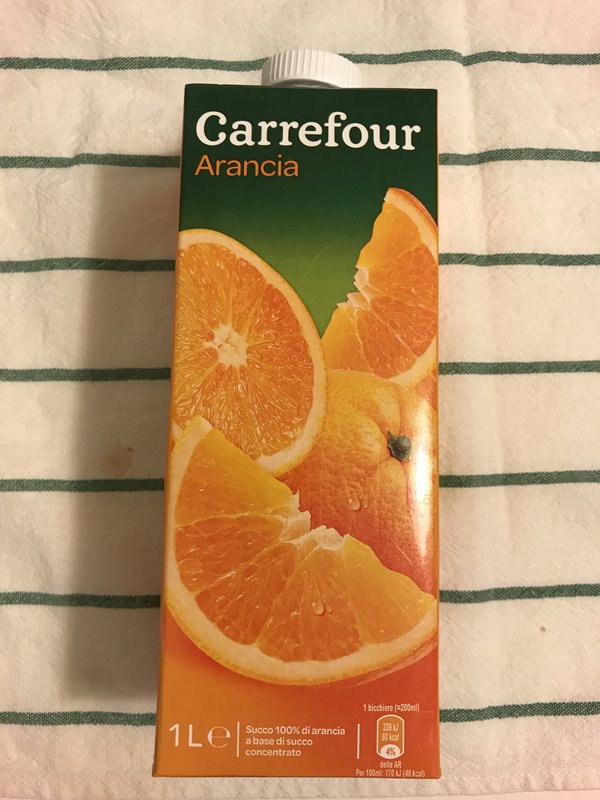 Carrefour
Arancia
1 L ℮
Succo 100% di arancia
a base di succo
concentrato
1 bicchiere (≈200ml)
339 kJ
80 kcal
4%
delle AR
Per 100ml: 170 kJ (40 kcal)